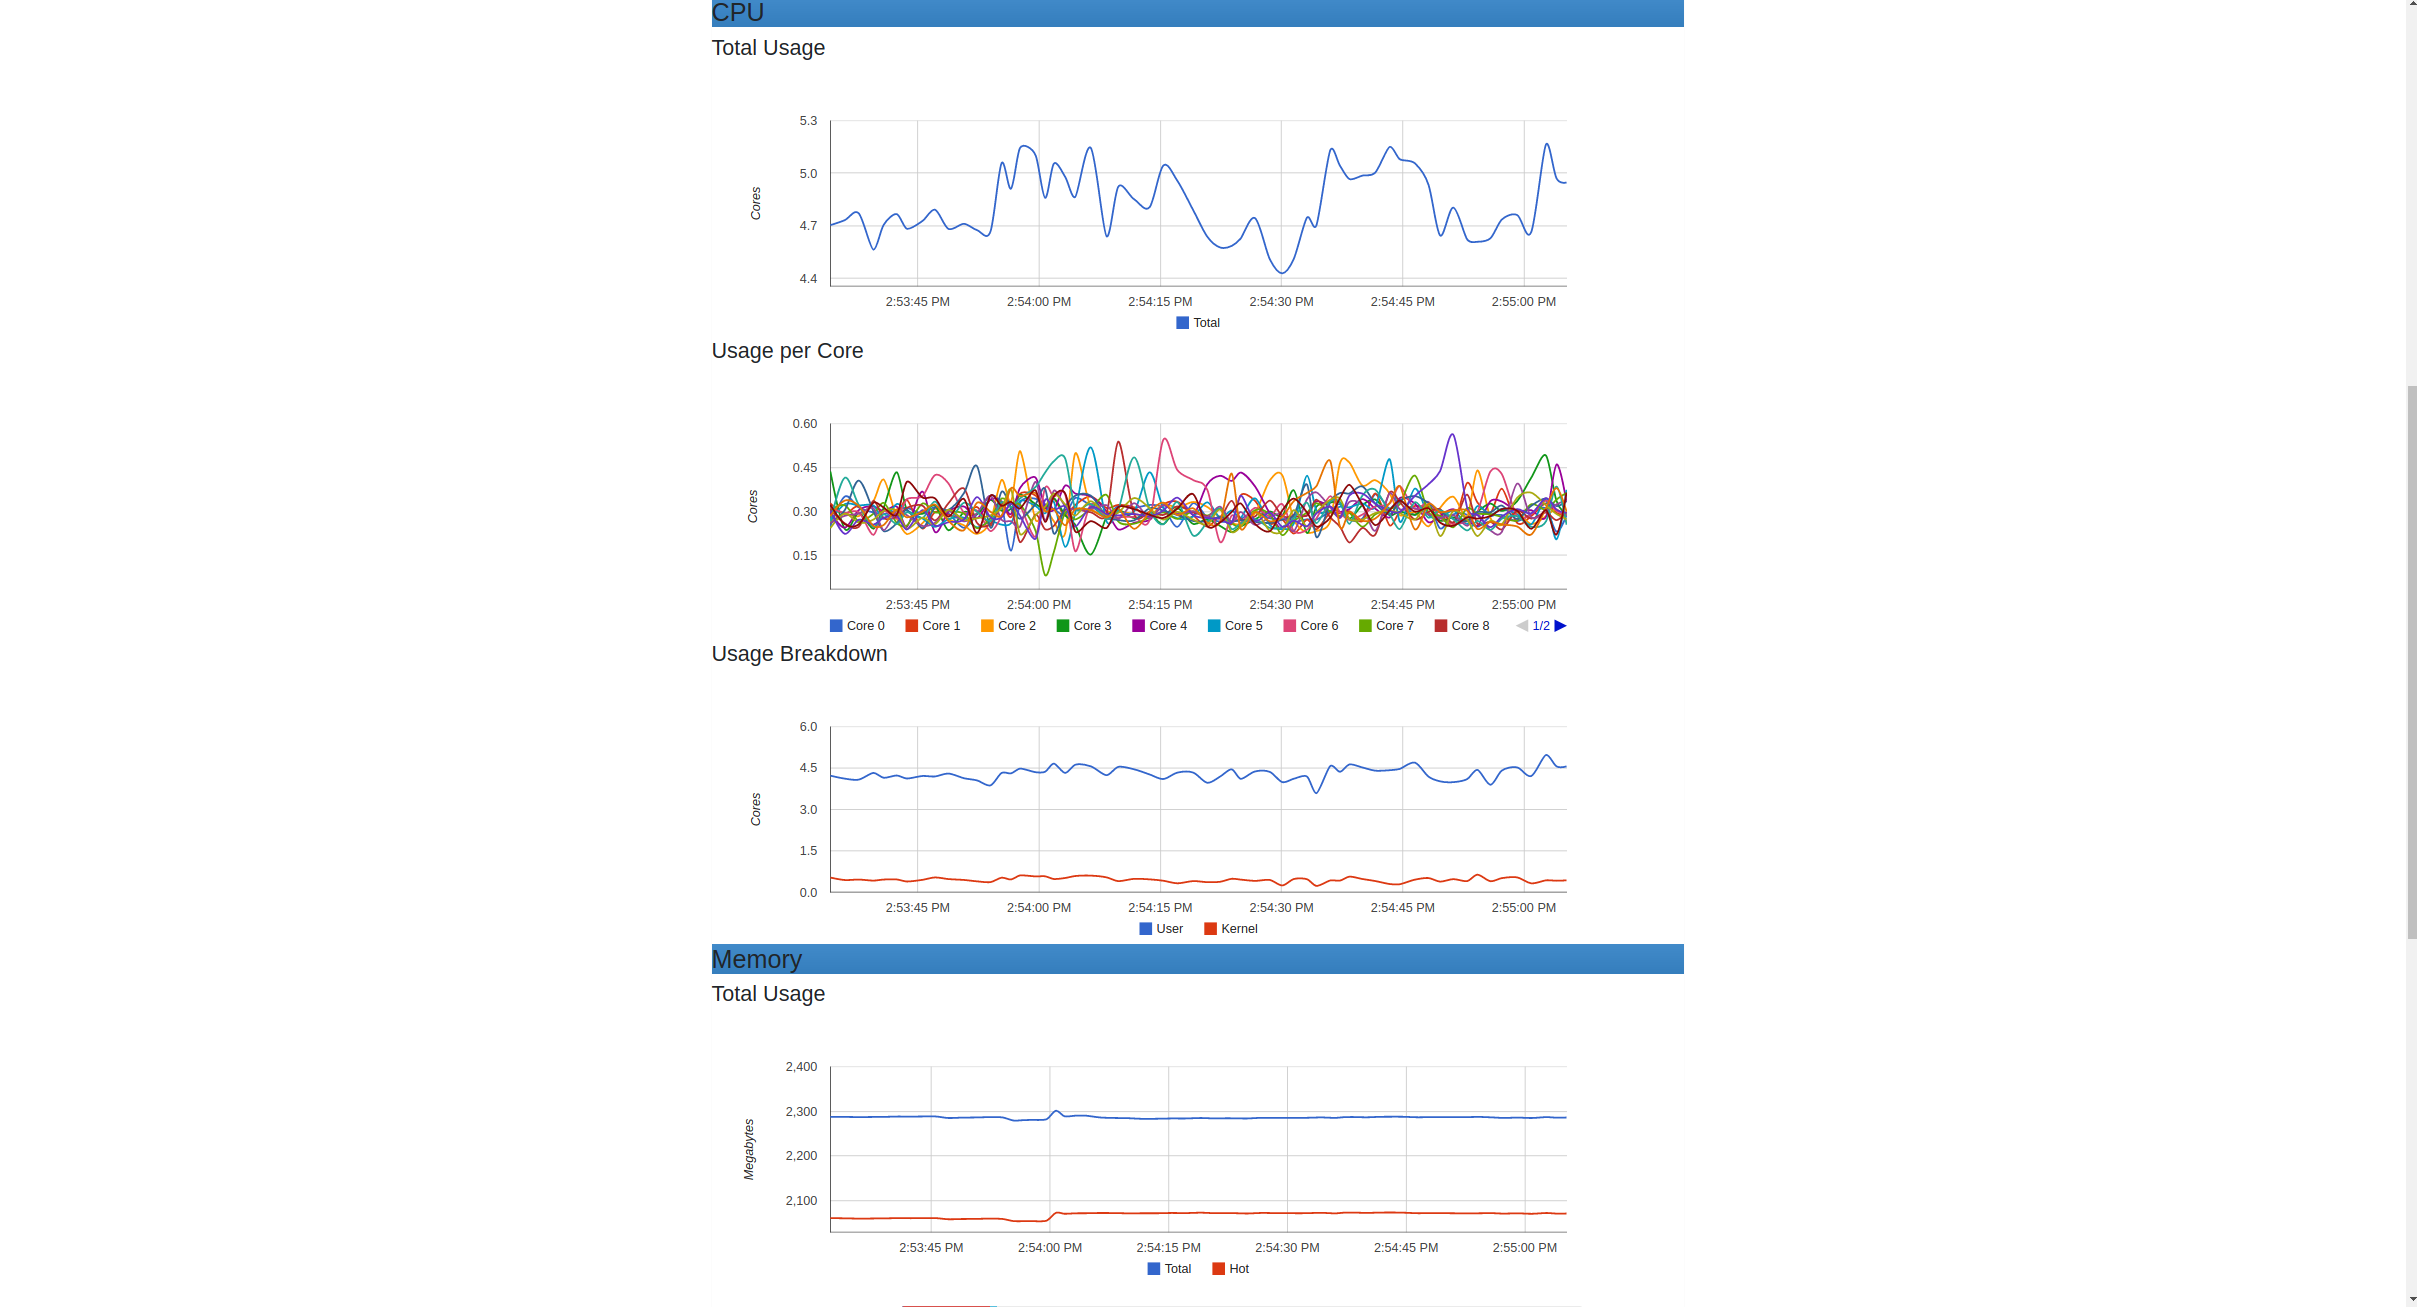 CPU
Total Usage
5.3
5.0
4.7
4.4
Cores
2:53:45 PM 2:54:00 PM 2:54:15 PM 2:54:30 PM 2:54:45 PM 2:55:00 PM
Total
Usage per Core
0.60
0.45
0.30
0.15
Cores
2:53:45 PM 2:54:00 PM 2:54:15 PM 2:54:30 PM 2:54:45 PM 2:55:00 PM
Core 0 Core 1 Core 2 Core 3 Core 4 Core 5 Core 6 Core 7 Core 8 1/2
Usage Breakdown
6.0
4.5
3.0
1.5
0.0
Cores
2:53:45 PM 2:54:00 PM 2:54:15 PM 2:54:30 PM 2:54:45 PM 2:55:00 PM
User Kernel
Memory
Total Usage
2,400
2,300
2,200
2,100
Megabytes
2:53:45 PM 2:54:00 PM 2:54:15 PM 2:54:30 PM 2:54:45 PM 2:55:00 PM
Total Hot